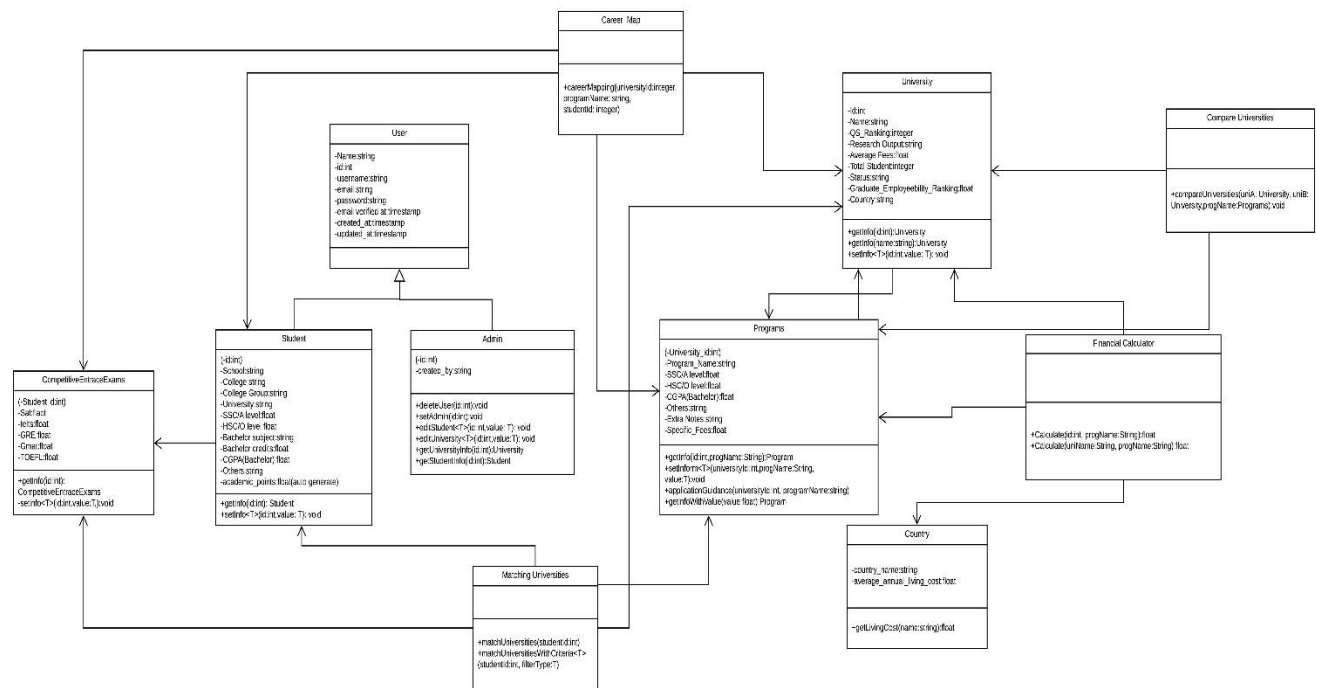 Career Map
+careerMapping(universityId:integer,
programName: string,
studentId: integer)
User
-Name:string
-id:int
-username:string
-email:string
-password:string
-email verified at:timestamp
-created_at:timestamp
-updated_at:timestamp
University
-Id:int
-Name:string
-QS_Ranking:integer
-Research Output:string
-Average Fees:float
-Total Student:integer
-Status:string
-Graduate_Employeebility_Ranking:float
-Country:string
+getInfo(id:int):University
+getInfo(name:string):University
+setInfo<T>(id:int,value: T): void
Compare Universities
+compareUniversities(uniA: University, uniB:
University,progName:Programs):void
Student
(-id:int)
-School:string
-College:string
-College Group:string
-University:string
-SSC/A level:float
-HSC/O level:float
-Bachelor subject:string
-Bachelor credits:float
-CGPA(Bachelor):float
-Others:string
-academic_points:float(auto generate)
+getInfo(id:int): Student
+setInfo<T>(id:int,value: T): void
Admin
(-id:int)
-created_by:string
+deleteUser(id:int):void
+setAdmin(id:int):void
+editStudent<T>(id:int,value: T): void
+editUniversity<T>(id:int,value:T): void
+getUniversityInfo(id:int):University
+getStudentInfo(id:int):Student
CompetitiveEntraceExams
(-Student id:int)
-Sat:float
-Ielts:float
-GRE:float
-Gmat:float
-TOEFL:float
+getInfo(id:int):
CompetitiveEntraceExams
-setInfo<T>(id:int,value:T,):void
Programs
(-University_id:int)
-Program_Name:string
-SSC/A level:float
-HSC/O level:float
-CGPA(Bachelor):float
-Others:string
-Extra Notes:string
-Specific_Fees:float
+getInfo(id:int,progName:String):Program
+setInform<T>(universityId:int,progName:String,
value:T):void
+applicationGuidance(universityId:int, programName:string)
+getInfoWithValue(value:float):Program
Financial Calculator
+Calculate(id:int, progName:String):float
+Calculate(uniName:String, progName:String):float
Country
-country_name:string
-average_annual_living_cost:float
+getLivingCost(name:string):float
Matching Universities
+matchUniversities(studentId:int)
+matchUniversitiesWithCriteria<T>
(studentId:int, filterType:T)